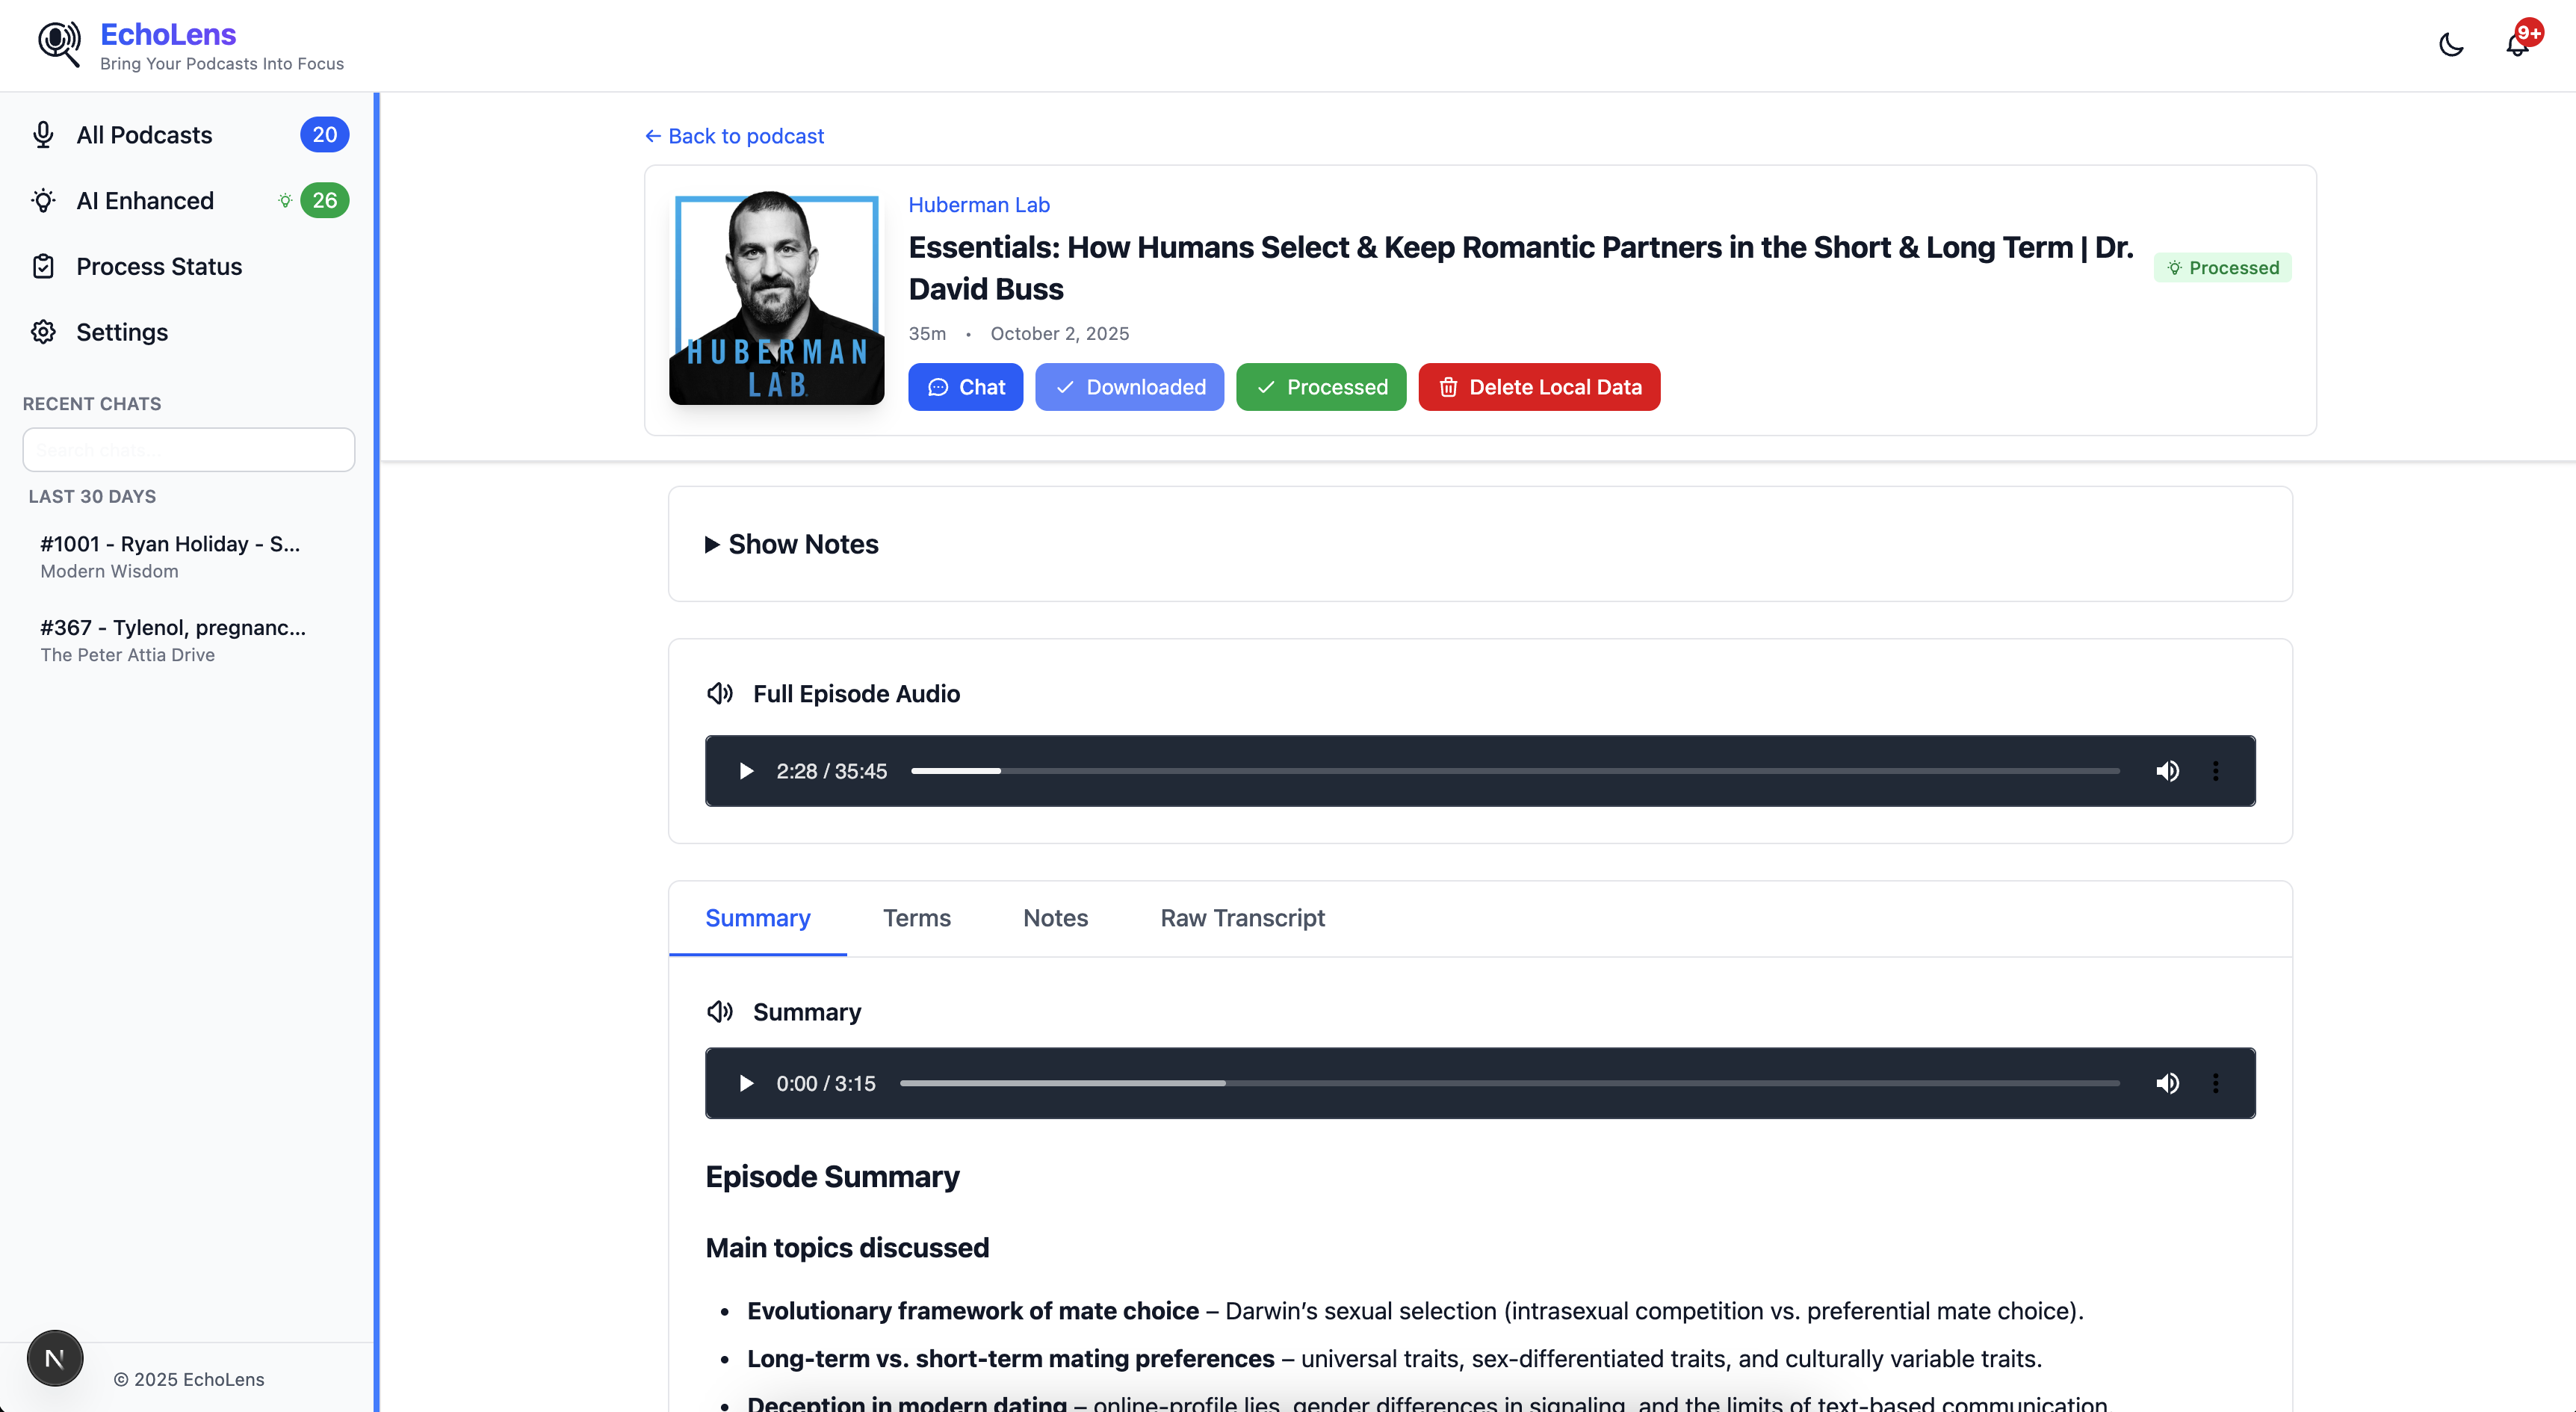 EchoLens
Bring Your Podcasts Into Focus
9+
All Podcasts 20
AI Enhanced 26
Process Status
Settings
RECENT CHATS
Search chats...
LAST 30 DAYS
#1001 - Ryan Holiday - S...
Modern Wisdom
#367 - Tylenol, pregnanc...
The Peter Attia Drive
N
© 2025 EchoLens
← Back to podcast
HUBERMAN
LAB
Huberman Lab
Essentials: How Humans Select & Keep Romantic Partners in the Short & Long Term | Dr.
David Buss
Processed
35m • October 2, 2025
Chat
Downloaded
Processed
Delete Local Data
Show Notes
Full Episode Audio
2:28 / 35:45
Summary
Terms
Notes
Raw Transcript
Summary
0:00 / 3:15
Episode Summary
Main topics discussed
• Evolutionary framework of mate choice – Darwin’s sexual selection (intrasexual competition vs. preferential mate choice).
• Long-term vs. short-term mating preferences – universal traits, sex-differentiated traits, and culturally variable traits.
• Deception in modern dating – online-profile lies, gender differences in signaling, and the limits of text-based communication